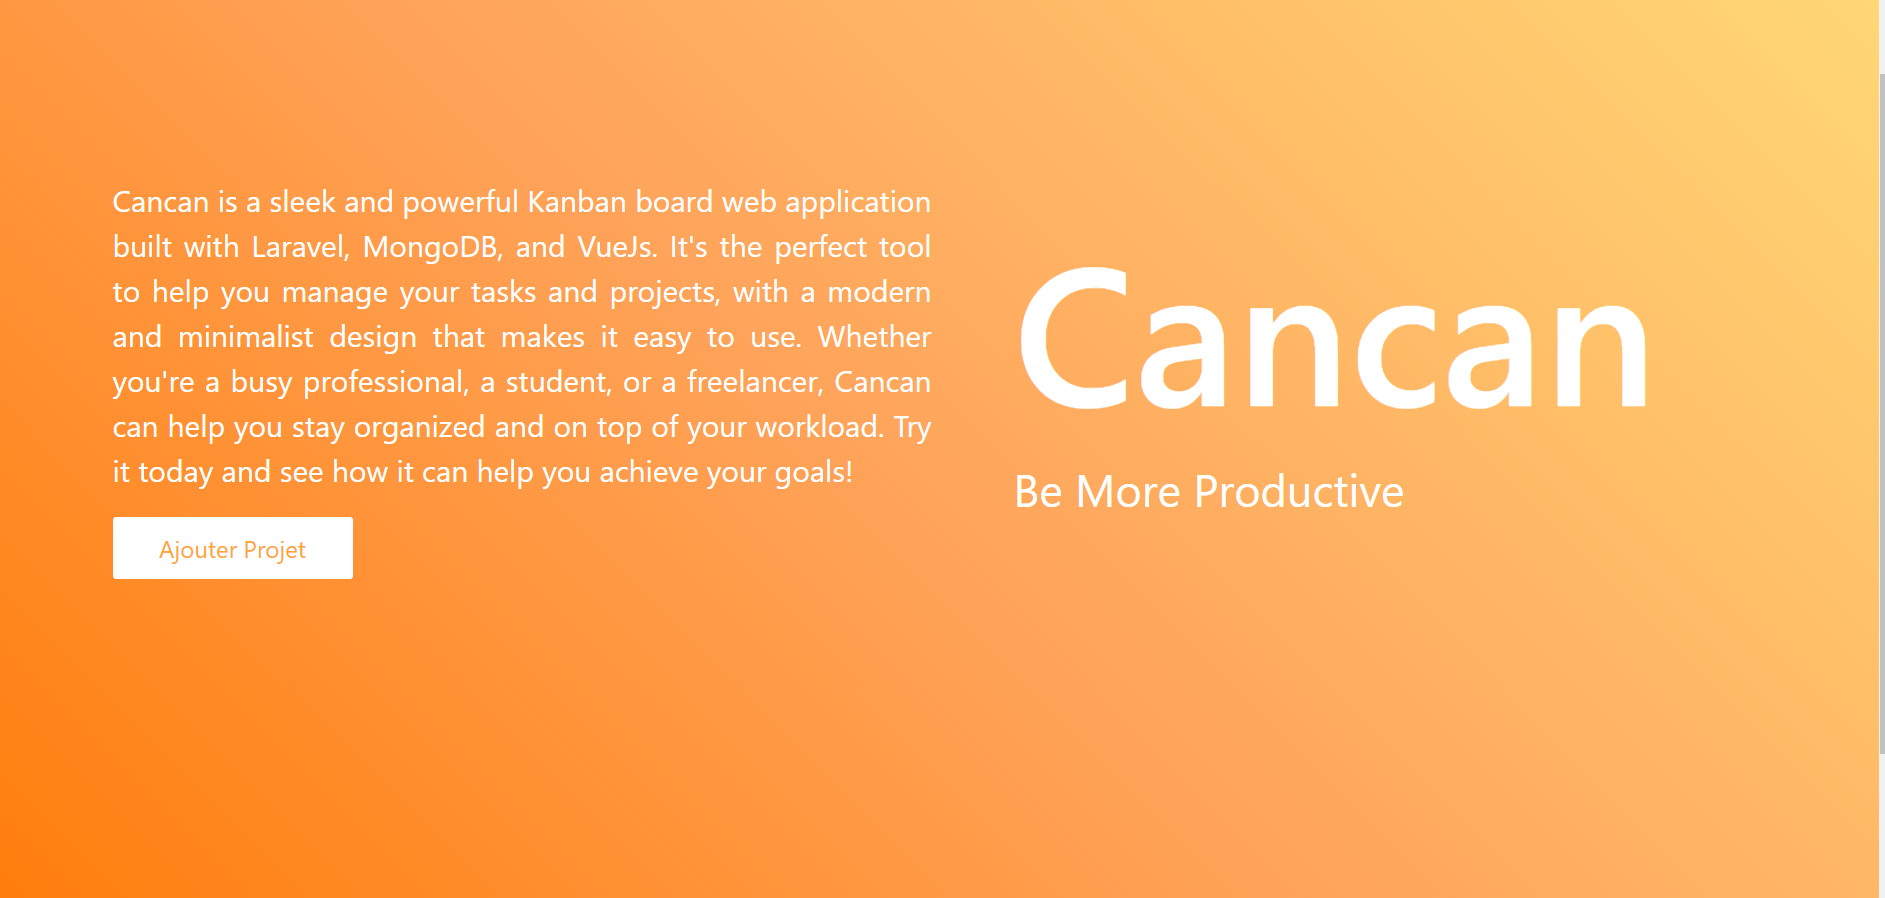 Cancan is a sleek and powerful Kanban board web application
built with Laravel, MongoDB, and VueJs. It's the perfect tool
to help you manage your tasks and projects, with a modern
and minimalist design that makes it easy to use. Whether
you're a busy professional, a student, or a freelancer, Cancan
can help you stay organized and on top of your workload. Try
it today and see how it can help you achieve your goals!
Ajouter Projet
Cancan
Be More Productive